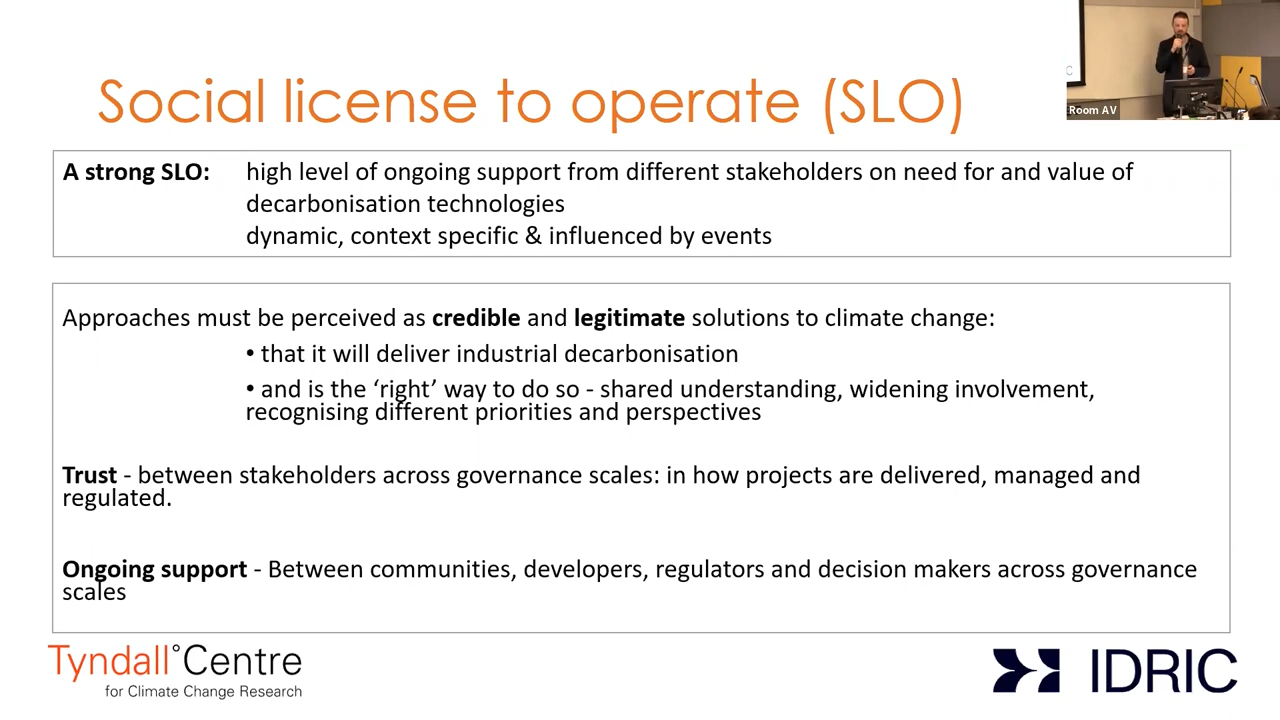 Social license to operate (SLO)
Room AV
A strong SLO: high level of ongoing support from different stakeholders on need for and value of
decarbonisation technologies
dynamic, context specific & influenced by events
Approaches must be perceived as credible and legitimate solutions to climate change:
• that it will deliver industrial decarbonisation
• and is the ‘right’ way to do so - shared understanding, widening involvement,
recognising different priorities and perspectives
Trust - between stakeholders across governance scales: in how projects are delivered, managed and
regulated.
Ongoing support - Between communities, developers, regulators and decision makers across governance
scales
Tyndall°Centre
for Climate Change Research
IDRIC